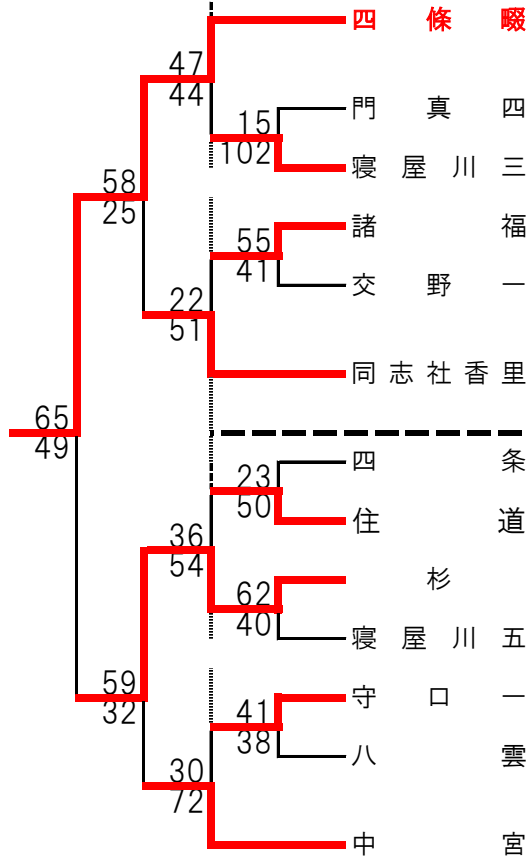 四條畷
47
44
15
門真四
102
寝屋川三
58
25
諸福
55
41
交野一
22
51
同志社香里
65
49
四条
23
50
住道
36
54
杉
62
40
寝屋川五
59
32
守口一
41
38
八雲
30
72
中宮